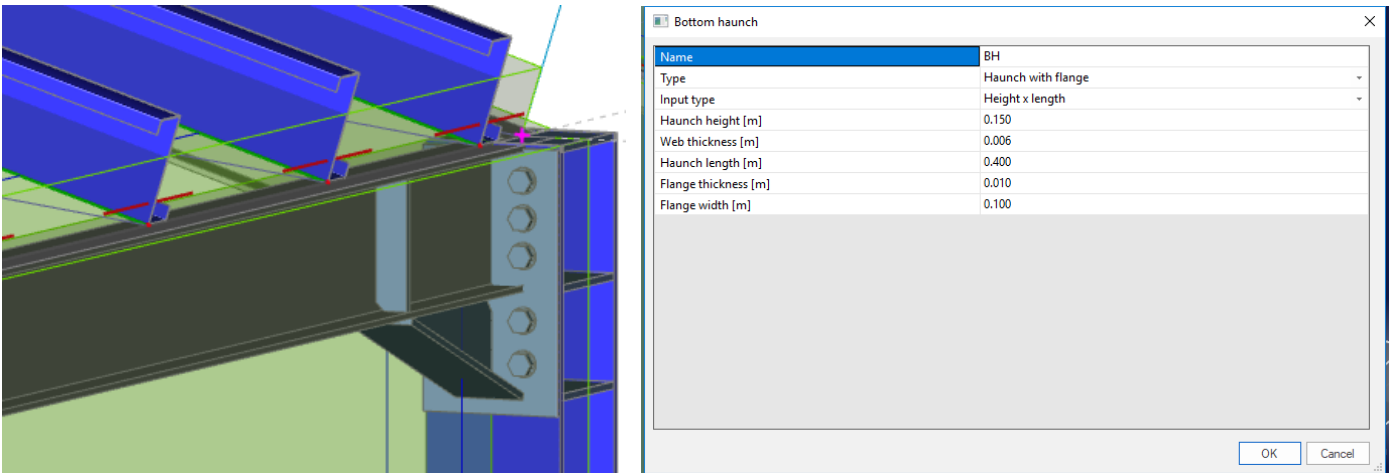 Bottom haunch
Name BH
Type Haunch with flange
Input type Height x length
Haunch height [m] 0.150
Web thickness [m] 0.006
Haunch length [m] 0.400
Flange thickness [m] 0.010
Flange width [m] 0.100
OK Cancel